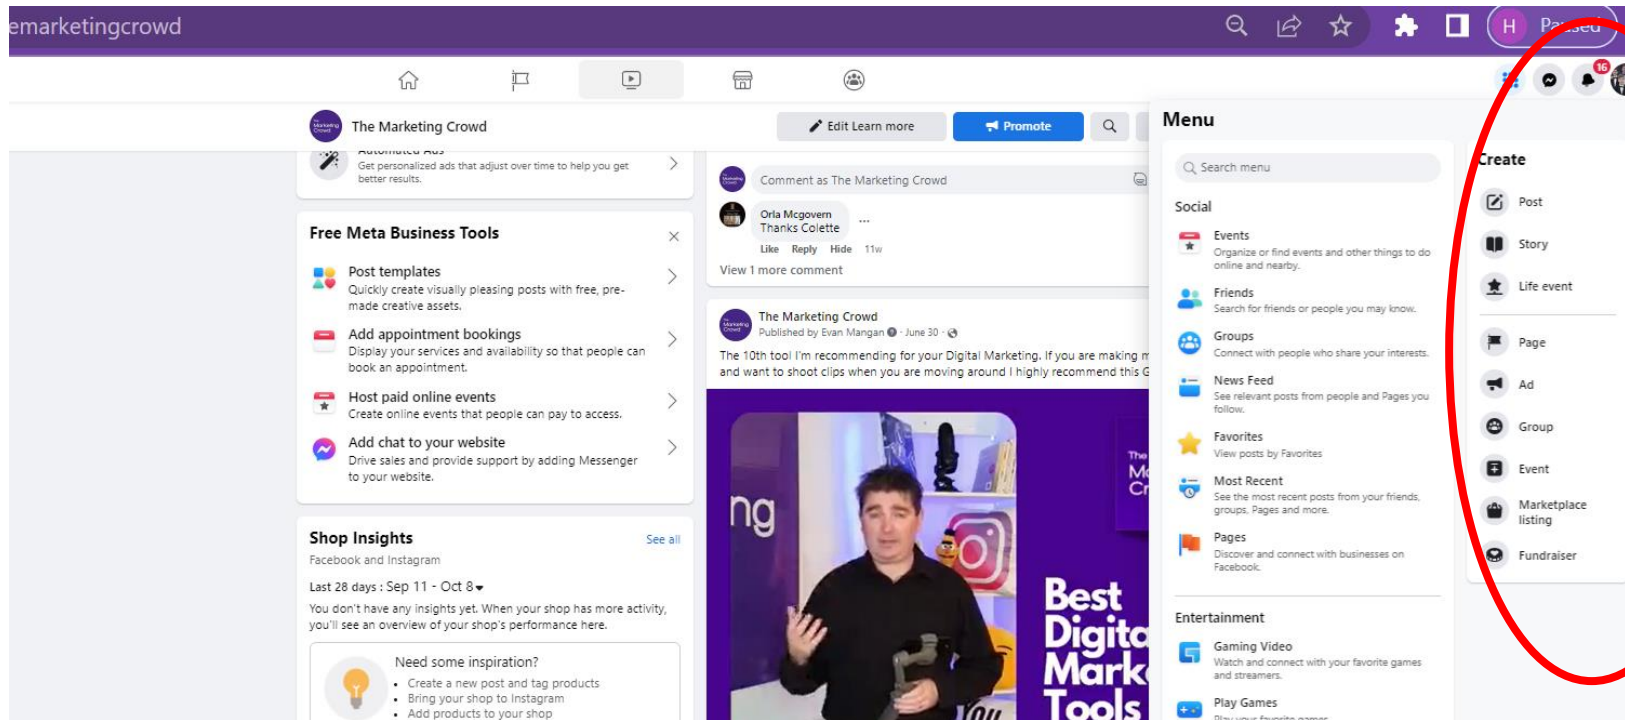 emarketingcrowd
H Paused
16
The Marketing Crowd
Edit Learn more
Promote
Automated Ads
Get personalized ads that adjust over time to help you get
better results.
Free Meta Business Tools
Post templates
Quickly create visually pleasing posts with free, pre-
made creative assets.
Add appointment bookings
Display your services and availability so that people can
book an appointment.
Host paid online events
Create online events that people can pay to access.
Add chat to your website
Drive sales and provide support by adding Messenger
to your website.
Shop Insights
See all
Facebook and Instagram
Last 28 days : Sep 11 - Oct 8
You don't have any insights yet. When your shop has more activity,
you'll see an overview of your shop's performance here.
Need some inspiration?
• Create a new post and tag products
• Bring your shop to Instagram
• Add products to your shop
Comment as The Marketing Crowd
Orla Mcgovern
Thanks Colette
...
Like Reply Hide 11w
View 1 more comment
The Marketing Crowd
Published by Evan Mangan · June 30 ·
The 10th tool I'm recommending for your Digital Marketing. If you are making m
and want to shoot clips when you are moving around I highly recommend this G
ng
The
Ma
Cr
Best
Digita
Mark
Tools
You
Menu
Search menu
Social
Events
Organize or find events and other things to do
online and nearby.
Friends
Search for friends or people you may know.
Groups
Connect with people who share your interests.
News Feed
See relevant posts from people and Pages you
follow.
Favorites
View posts by Favorites
Most Recent
See the most recent posts from your friends,
groups, Pages and more.
Pages
Discover and connect with businesses on
Facebook.
Entertainment
Gaming Video
Watch and connect with your favorite games
and streamers.
Play Games
Play your favorite games.
Create
Post
Story
Life event
Page
Ad
Group
Event
Marketplace
listing
Fundraiser